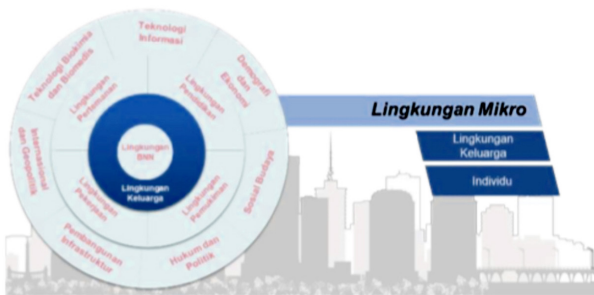 Teknologi
Informasi
Demografi
dan
Ekonomi
Sosial Budaya
Hukum dan
Politik
Pembangunan
Infrastruktur
Internasional
dan Geopolitik
Teknologi Biokimia
dan Biomedis
Lingkungan
Pertemanan
Lingkungan
Pendidikan
Lingkungan
Pemukiman
Lingkungan
Pekerjaan
Lingkungan
BNN
Lingkungan
Keluarga
Lingkungan Mikro
Lingkungan
Keluarga
Individu